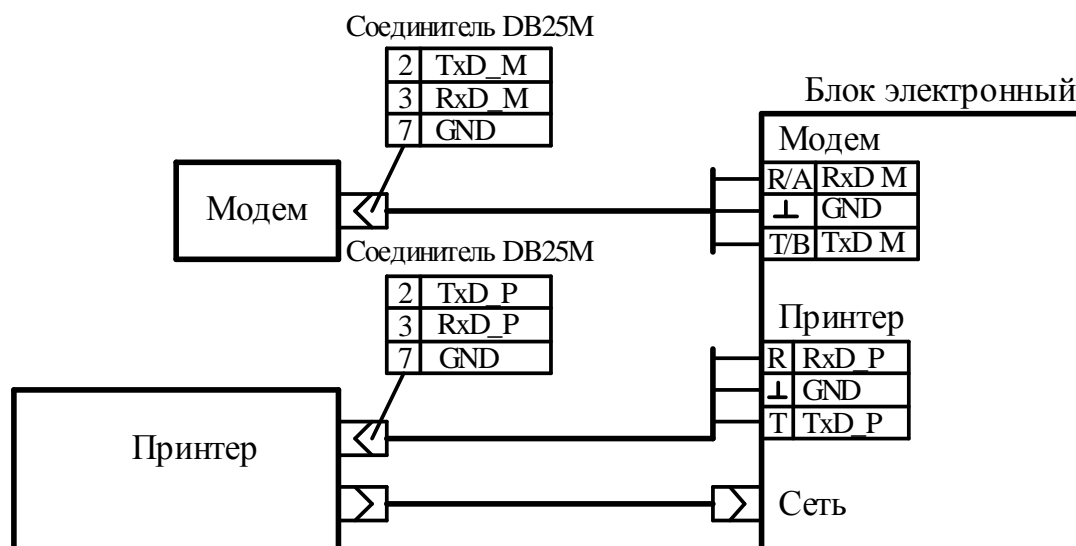 Соединитель DB25M
2 TxD_M
3 RxD_M
7 GND
Блок электронный
Модем
R/A RxD M
⊥ GND
T/B TxD M
Модем
Соединитель DB25M
2 TxD_P
3 RxD_P
7 GND
Принтер
R RxD_P
⊥ GND
T TxD_P
Принтер
Сеть